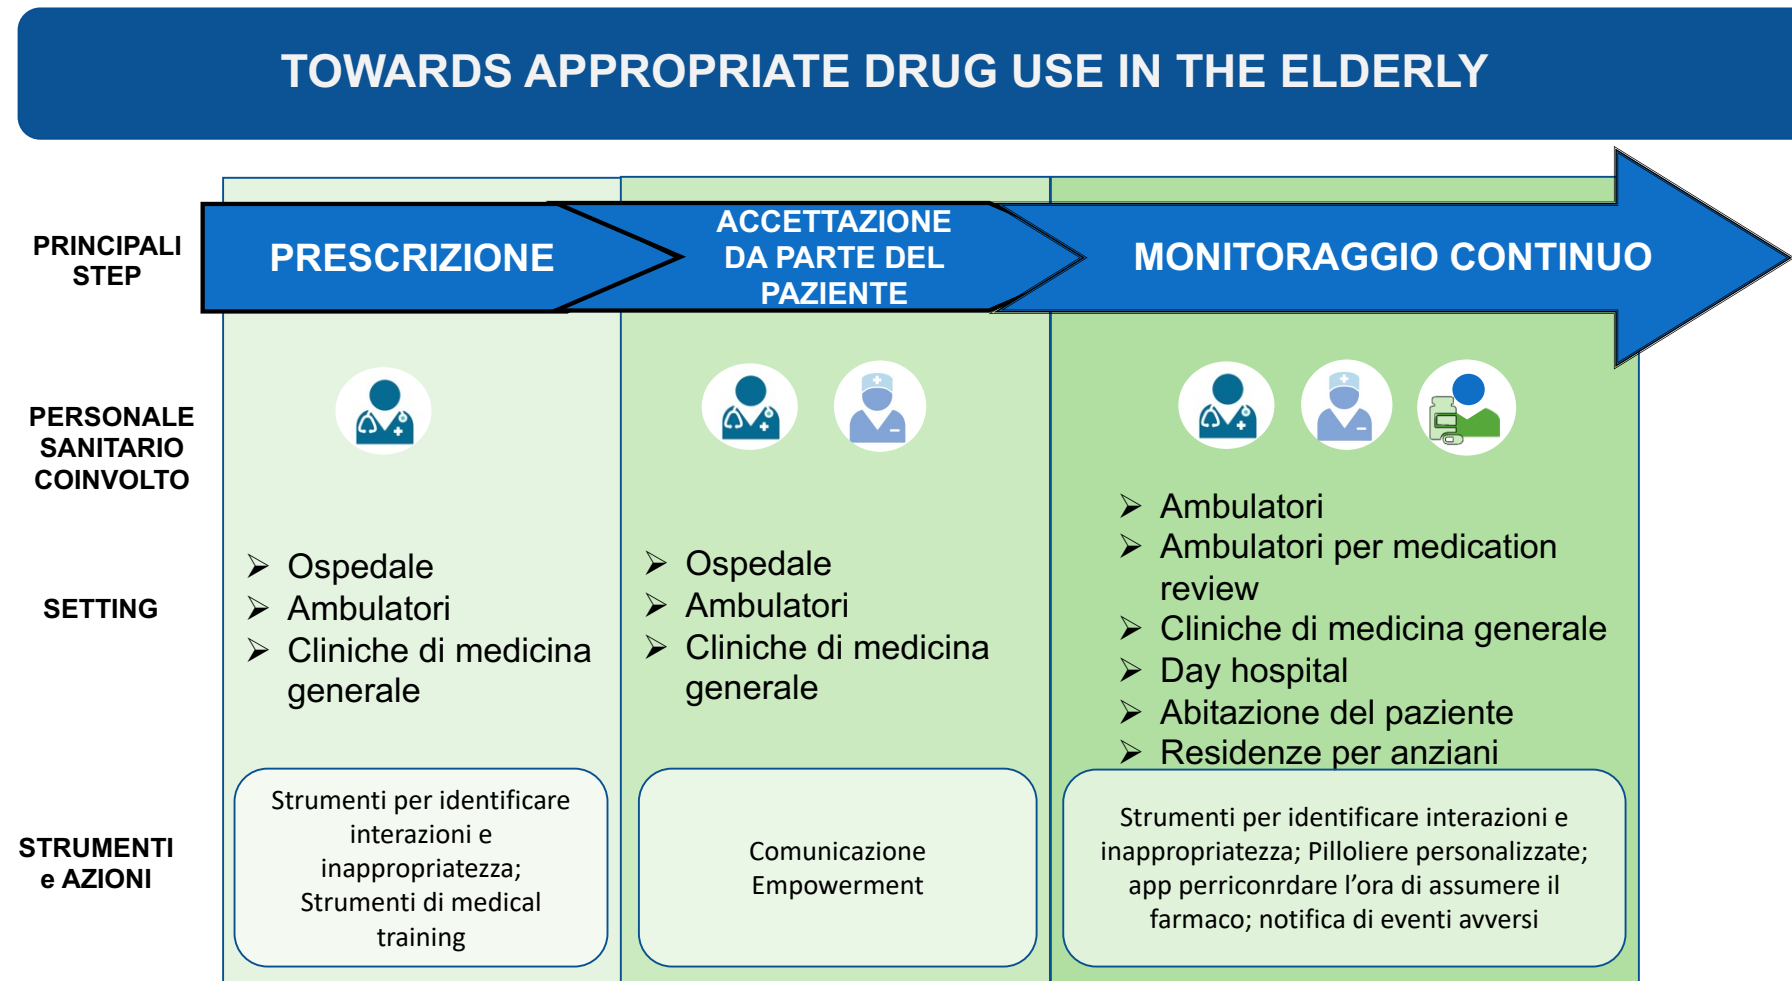 TOWARDS APPROPRIATE DRUG USE IN THE ELDERLY
PRINCIPALI
STEP
PRESCRIZIONE
ACCETTAZIONE
DA PARTE DEL
PAZIENTE
MONITORAGGIO CONTINUO
PERSONALE
SANITARIO
COINVOLTO
SETTING
➢ Ospedale
➢ Ambulatori
➢ Cliniche di medicina
generale
➢ Ospedale
➢ Ambulatori
➢ Cliniche di medicina
generale
➢ Ambulatori
➢ Ambulatori per medication
review
➢ Cliniche di medicina generale
➢ Day hospital
➢ Abitazione del paziente
➢ Residenze per anziani
STRUMENTI
e AZIONI
Strumenti per identificare
interazioni e
inappropriatezza;
Strumenti di medical
training
Comunicazione
Empowerment
Strumenti per identificare interazioni e
inappropriatezza; Pilloliere personalizzate;
app perriconrdare l’ora di assumere il
farmaco; notifica di eventi avversi